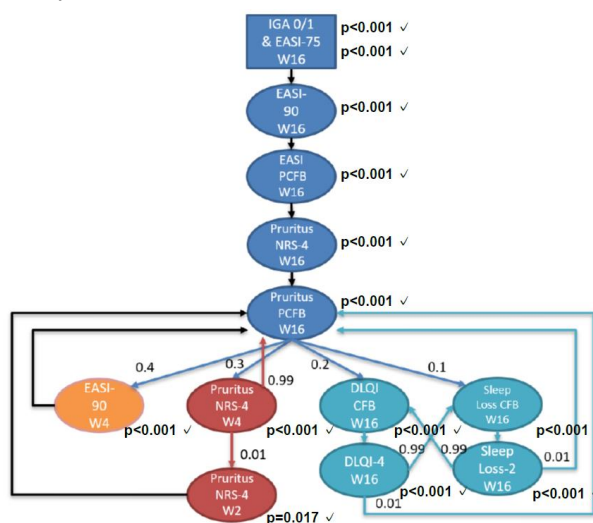 IGA 0/1
& EASI-75
W16
p<0.001 ✓
p<0.001 ✓
EASI-
90
W16
p<0.001 ✓
EASI
PCFB
W16
p<0.001 ✓
Pruritus
NRS-4
W16
p<0.001 ✓
Pruritus
PCFB
W16
p<0.001 ✓
0.4
0.3
0.99
0.2
0.1
EASI-
90
W4
p<0.001 ✓
Pruritus
NRS-4
W4
p<0.001 ✓
DLQI
CFB
W16
p<0.001 ✓
Sleep
Loss CFB
W16
p<0.001 ✓
0.01
0.99
0.99
0.01
Pruritus
NRS-4
W2
p=0.017 ✓
DLQI-4
W16
p<0.001 ✓
0.01
Sleep
Loss-2
W16
p<0.001 ✓